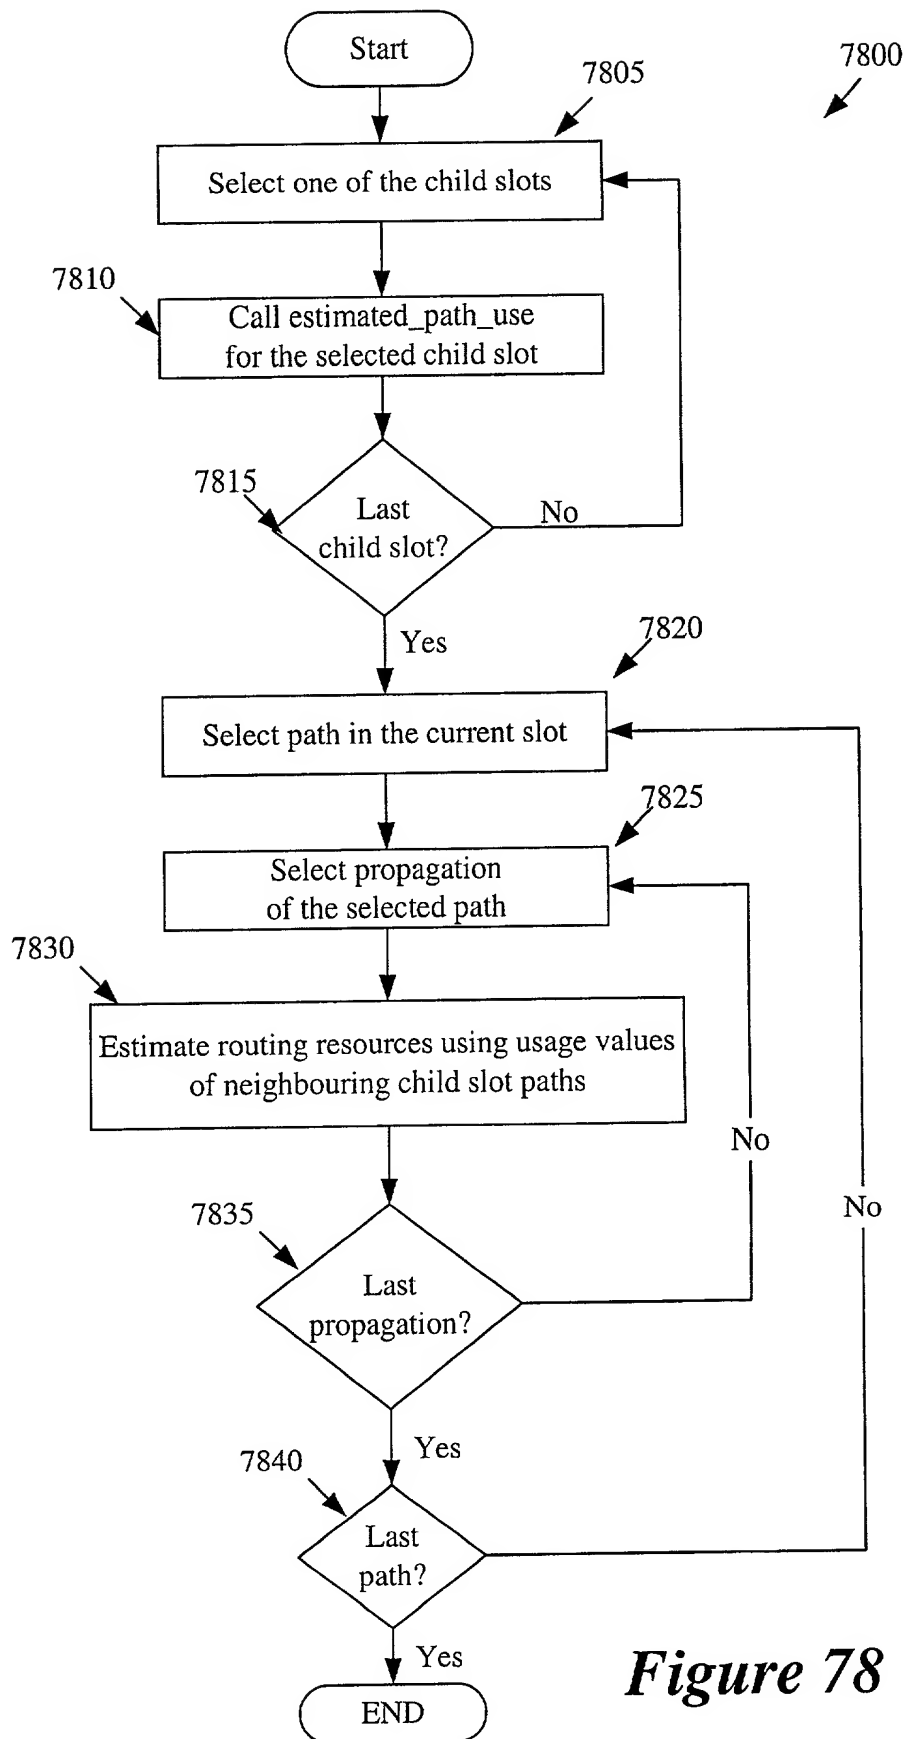 Start
7800
7805
Select one of the child slots
7810
Call estimated_path_use
for the selected child slot
7815
Last
child slot?
No
Yes
7820
Select path in the current slot
7825
Select propagation
of the selected path
7830
Estimate routing resources using usage values
of neighbouring child slot paths
No
No
7835
Last
propagation?
Yes
7840
Last
path?
Yes
END
Figure 78